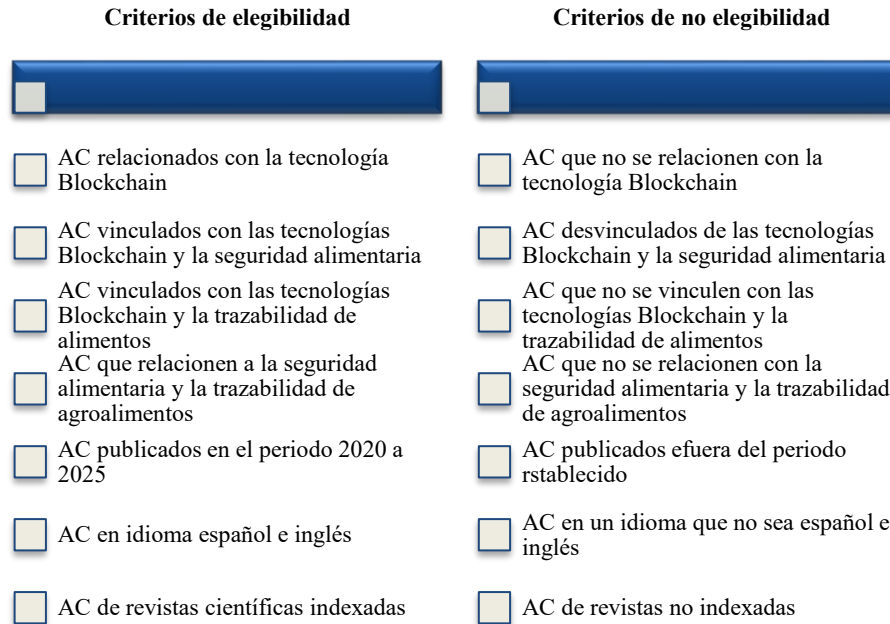 Criterios de elegibilidad
AC relacionados con la tecnología
Blockchain
AC vinculados con las tecnologías
Blockchain y la seguridad alimentaria
AC vinculados con las tecnologías
Blockchain y la trazabilidad de
alimentos
AC que relacionen a la seguridad
alimentaria y la trazabilidad de
agroalimentos
AC publicados en el periodo 2020 a
2025
AC en idioma español e inglés
AC de revistas científicas indexadas
Criterios de no elegibilidad
AC que no se relacionen con la
tecnología Blockchain
AC desvinculados de las tecnologías
Blockchain y la seguridad alimentaria
AC que no se vinculen con las
tecnologías Blockchain y la
trazabilidad de alimentos
AC que no se relacionen con la
seguridad alimentaria y la trazabilidad
de agroalimentos
AC publicados efuera del periodo
rstablecido
AC en un idioma que no sea español e
inglés
AC de revistas no indexadas